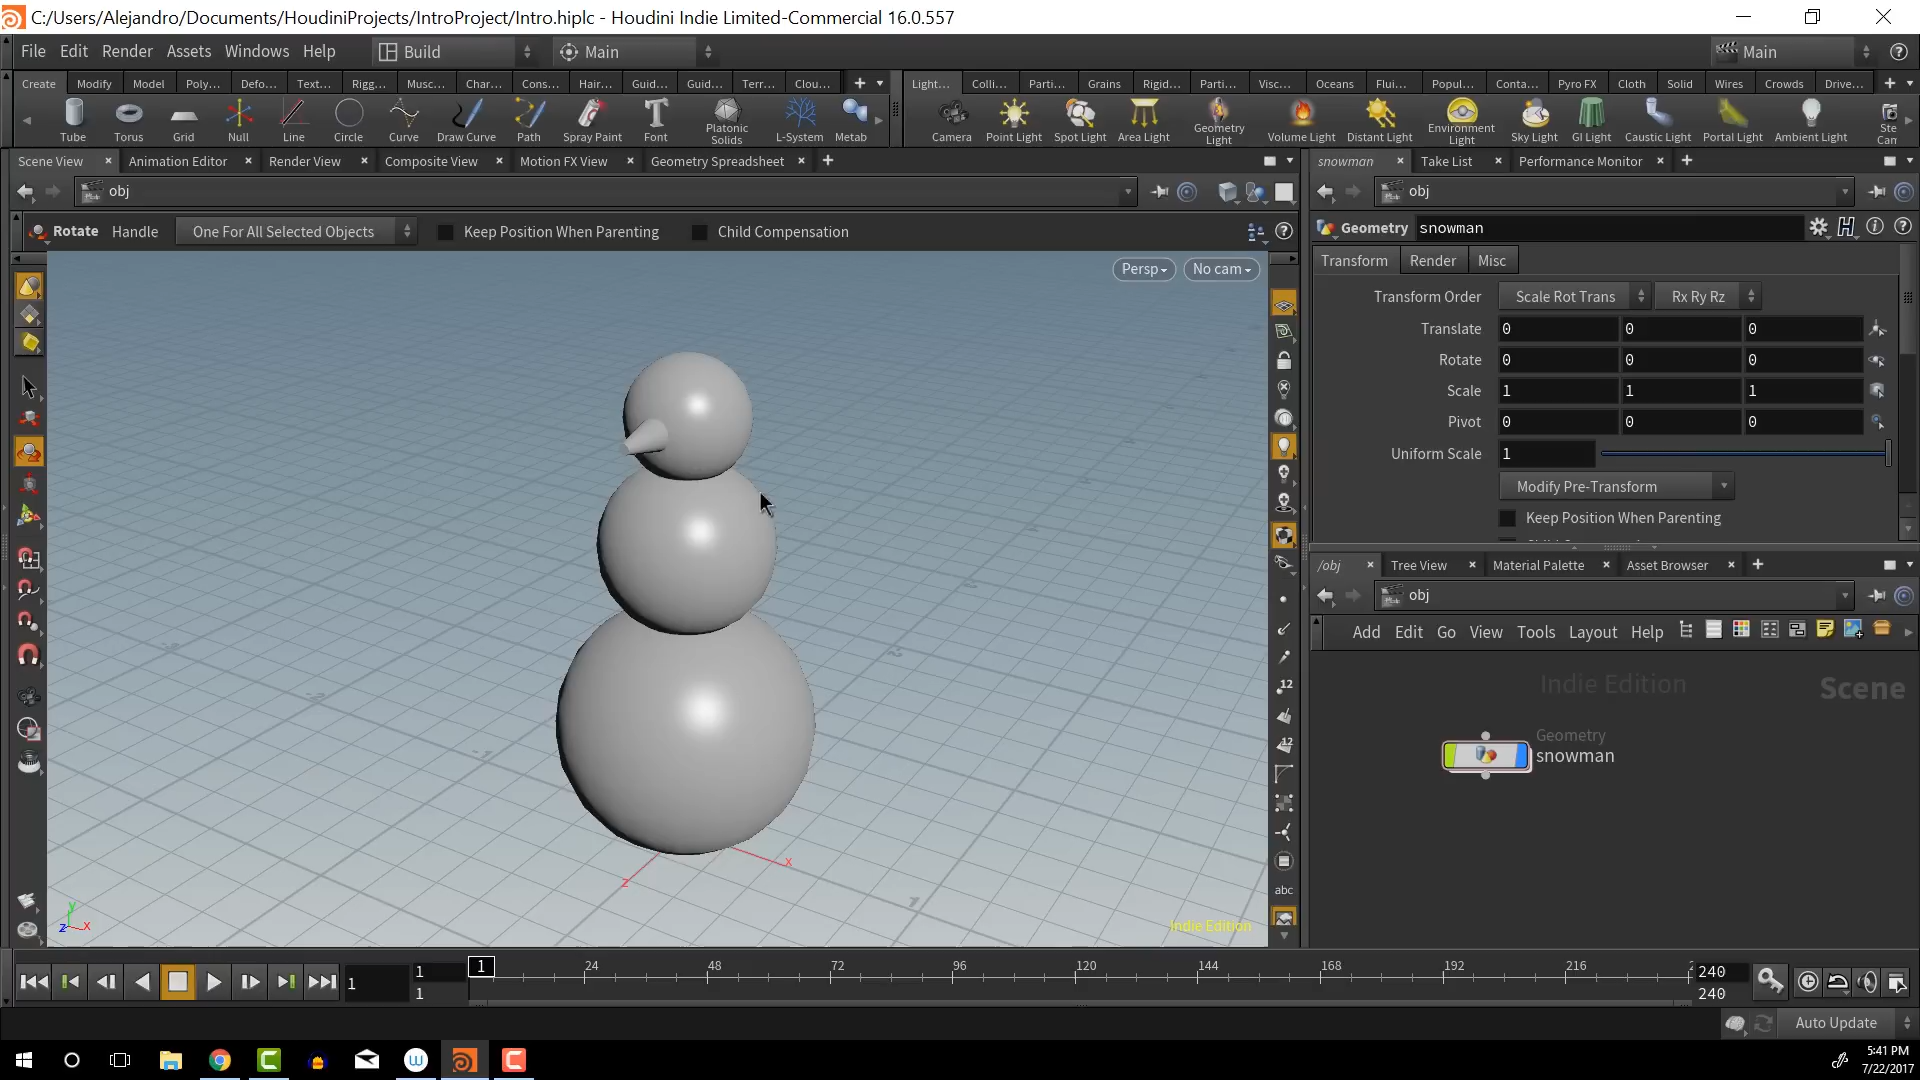 C:/Users/Alejandro/Documents/HoudiniProjects/IntroProject/Intro.hiplc - Houdini Indie Limited-Commercial 16.0.557
File Edit Render Assets Windows Help Build Main Main
Create Modify Model Poly... Defo... Text... Rigg... Musc... Char... Cons... Hair... Guid... Guid... Terr... Clou...
Light... Colli... Parti... Grains Rigid... Parti... Visc... Oceans Flui... Popul... Conta... Pyro FX Cloth Solid Wires Crowds Drive...
Tube Torus Grid Null Line Circle Curve Draw Curve Path Spray Paint Font Platonic Solids L-System Metab
Camera Point Light Spot Light Area Light Geometry Light Volume Light Distant Light Environment Light Sky Light GI Light Caustic Light Portal Light Ambient Light Ste Can
Scene View Animation Editor Render View Composite View Motion FX View Geometry Spreadsheet
snowman Take List Performance Monitor
obj
obj
Rotate Handle One For All Selected Objects Keep Position When Parenting Child Compensation
Geometry snowman
Transform Render Misc
Persp No cam
Transform Order Scale Rot Trans Rx Ry Rz
Translate 0 0 0
Rotate 0 0 0
Scale 1 1 1
Pivot 0 0 0
Uniform Scale 1
Modify Pre-Transform
Keep Position When Parenting
/obj Tree View Material Palette Asset Browser
obj
Add Edit Go View Tools Layout Help
Indie Edition
Scene
Geometry
snowman
12
12
abc
x
z
y
z x
Indie Edition
1 1 1 1 24 48 72 96 120 144 168 192 216 2 240
240
Auto Update
5:41 PM
7/22/2017